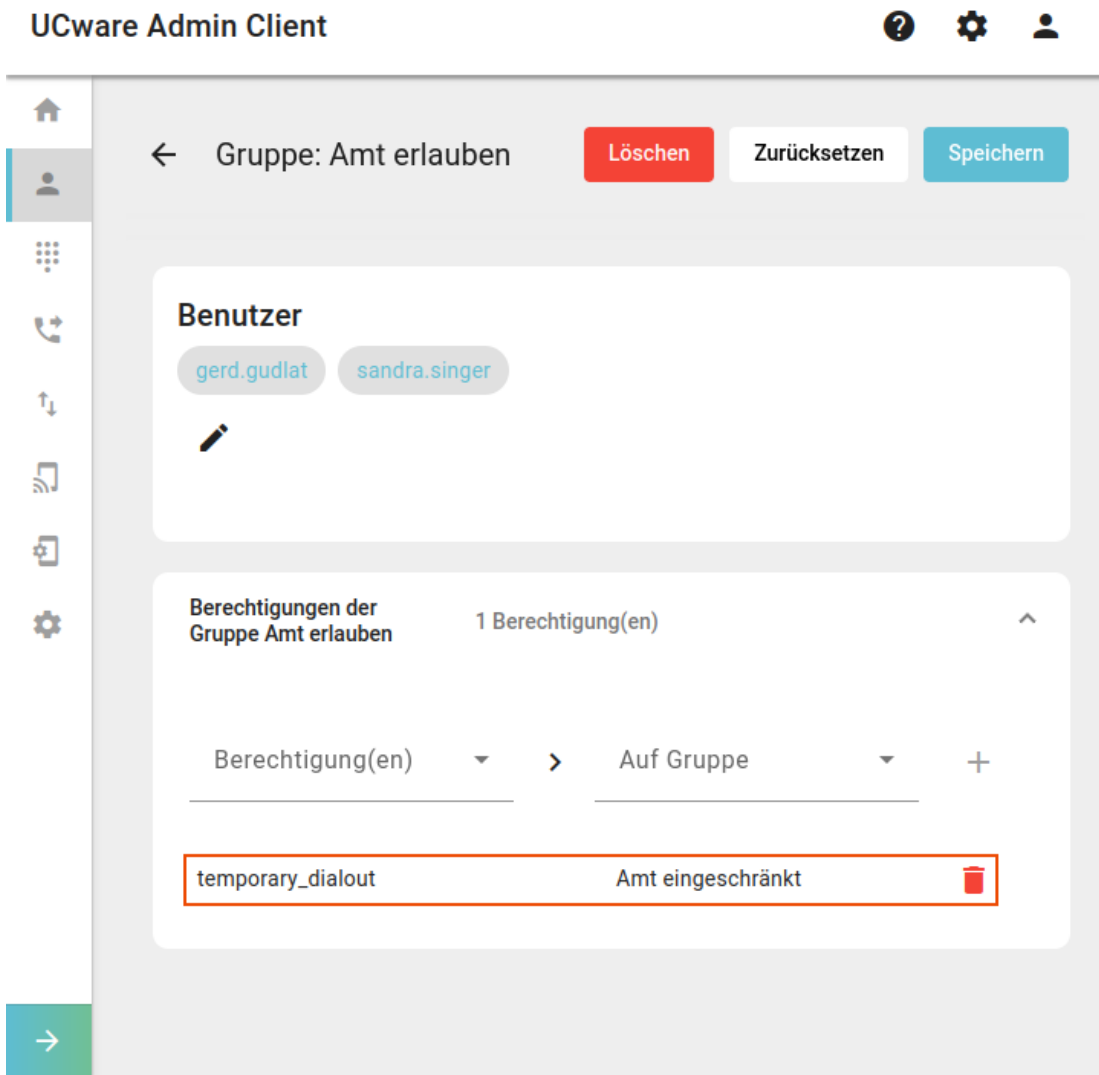 UCware Admin Client
Gruppe: Amt erlauben
Löschen
Zurücksetzen
Speichern
Benutzer
gerd.gudlat
sandra.singer
Berechtigungen der
Gruppe Amt erlauben
1 Berechtigung(en)
Berechtigung(en)
Auf Gruppe
temporary_dialout
Amt eingeschränkt